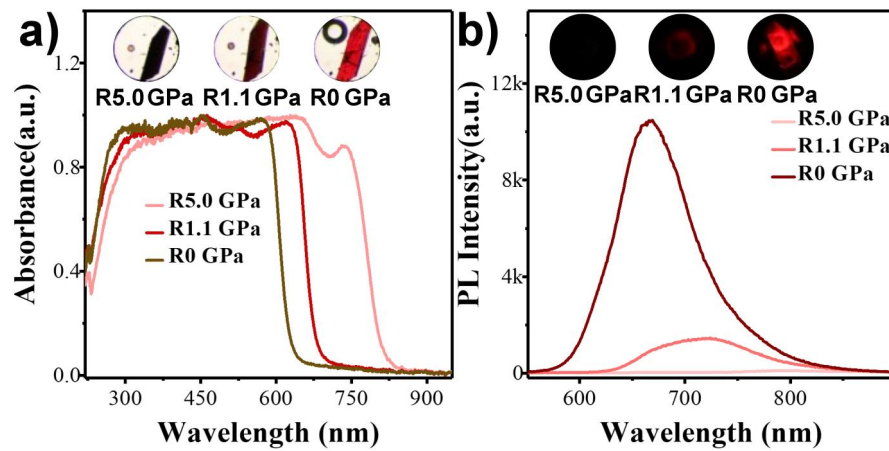 a)
R5.0 GPa R1.1 GPa R0 GPa
1.2
0.8
0.4
0.0
Absorbance(a.u.)
R5.0 GPa
R1.1 GPa
R0 GPa
300 450 600 750 900
Wavelength (nm)
b)
R5.0 GPa R1.1 GPa R0 GPa
12k
8k
4k
0
PL Intensity(a.u.)
R5.0 GPa
R1.1 GPa
R0 GPa
600 700 800
Wavelength (nm)